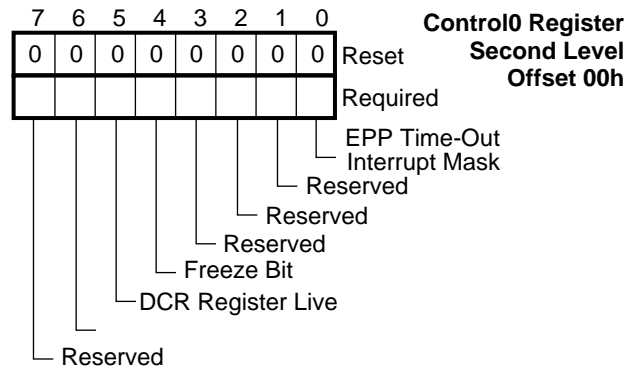 7 6 5 4 3 2 1 0
Control0 Register
Second Level
Offset 00h
0 0 0 0 0 0 0 0 Reset
Required
EPP Time-Out
Interrupt Mask
Reserved
Reserved
Reserved
Freeze Bit
DCR Register Live
Reserved